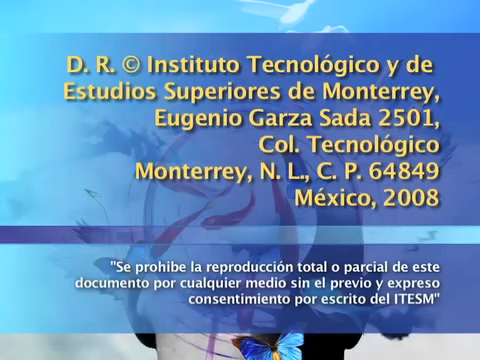 D. R. © Instituto Tecnológico y de
Estudios Superiores de Monterrey,
Eugenio Garza Sada 2501,
Col. Tecnológico
Monterrey, N. L., C. P. 64849
México, 2008
"Se prohibe la reproducción total o parcial de este
documento por cualquier medio sin el previo y expreso
consentimiento por escrito del ITESM"